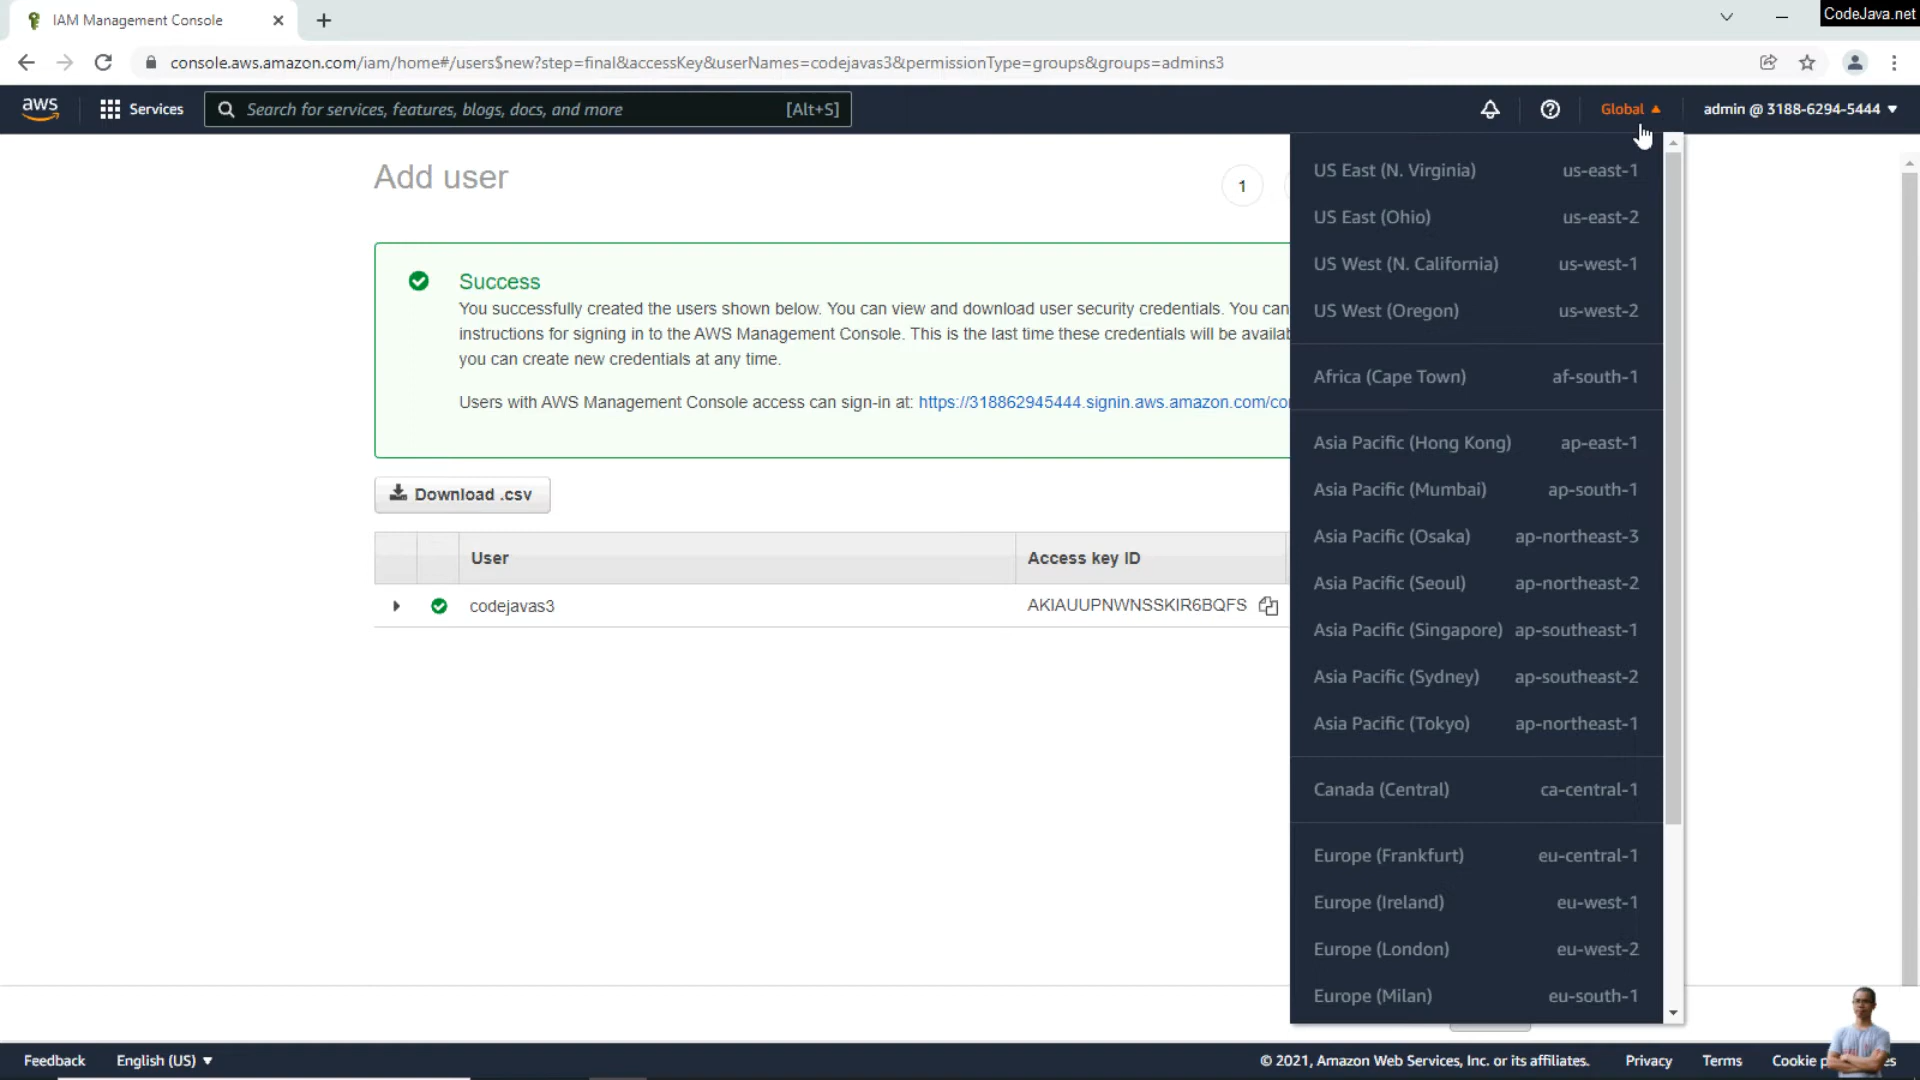 IAM Management Console
CodeJava.net
console.aws.amazon.com/iam/home#/users$new?step=final&accessKey&userNames=codejavas3&permissionType=groups&groups=admins3
aws
Services
Search for services, features, blogs, docs, and more
[Alt+S]
Global
admin @ 3188-6294-5444
Add user
1
Success
You successfully created the users shown below. You can view and download user security credentials. You can
instructions for signing in to the AWS Management Console. This is the last time these credentials will be
you can create new credentials at any time.
Users with AWS Management Console access can sign-in at: https://318862945444.signin.aws.amazon.com/
Download .csv
User
Access key ID
codejavas3
AKIAUUPNWNSSKIR6BQFS
US East (N. Virginia) us-east-1
US East (Ohio) us-east-2
US West (N. California) us-west-1
US West (Oregon) us-west-2
Africa (Cape Town) af-south-1
Asia Pacific (Hong Kong) ap-east-1
Asia Pacific (Mumbai) ap-south-1
Asia Pacific (Osaka) ap-northeast-3
Asia Pacific (Seoul) ap-northeast-2
Asia Pacific (Singapore) ap-southeast-1
Asia Pacific (Sydney) ap-southeast-2
Asia Pacific (Tokyo) ap-northeast-1
Canada (Central) ca-central-1
Europe (Frankfurt) eu-central-1
Europe (Ireland) eu-west-1
Europe (London) eu-west-2
Europe (Milan) eu-south-1
Feedback
English (US)
© 2021, Amazon Web Services, Inc. or its affiliates.
Privacy
Terms
Cookie